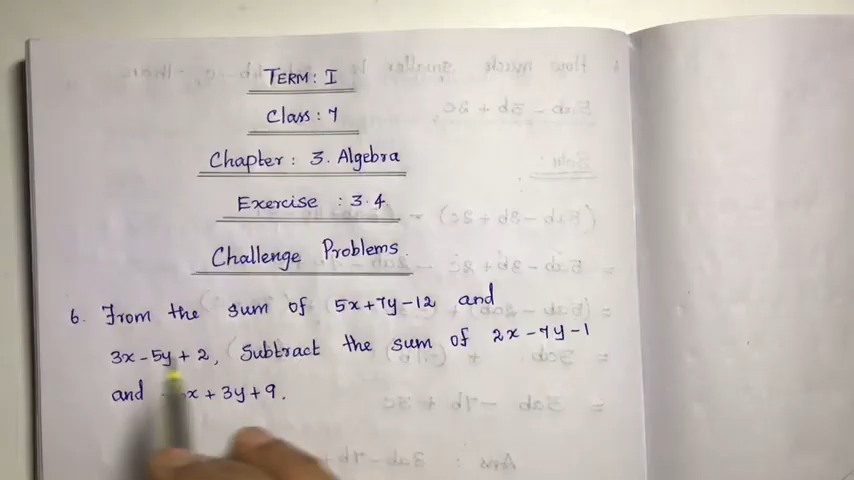 TERM: I
Class: 7
Chapter: 3. Algebra
Exercise : 3.4
Challenge Problems.
6. From the sum of 5x+7y-12 and
3x-5y+2, Subtract the sum of 2x-7y-1
and x+3y+9.